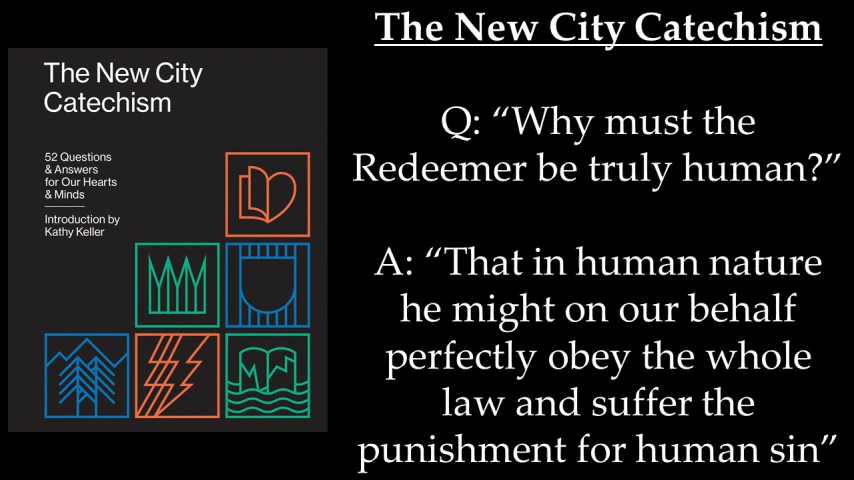 The New City
Catechism
52 Questions
& Answers
for Our Hearts
& Minds
Introduction by
Kathy Keller
The New City Catechism
Q: “Why must the
Redeemer be truly human?”
A: “That in human nature
he might on our behalf
perfectly obey the whole
law and suffer the
punishment for human sin”